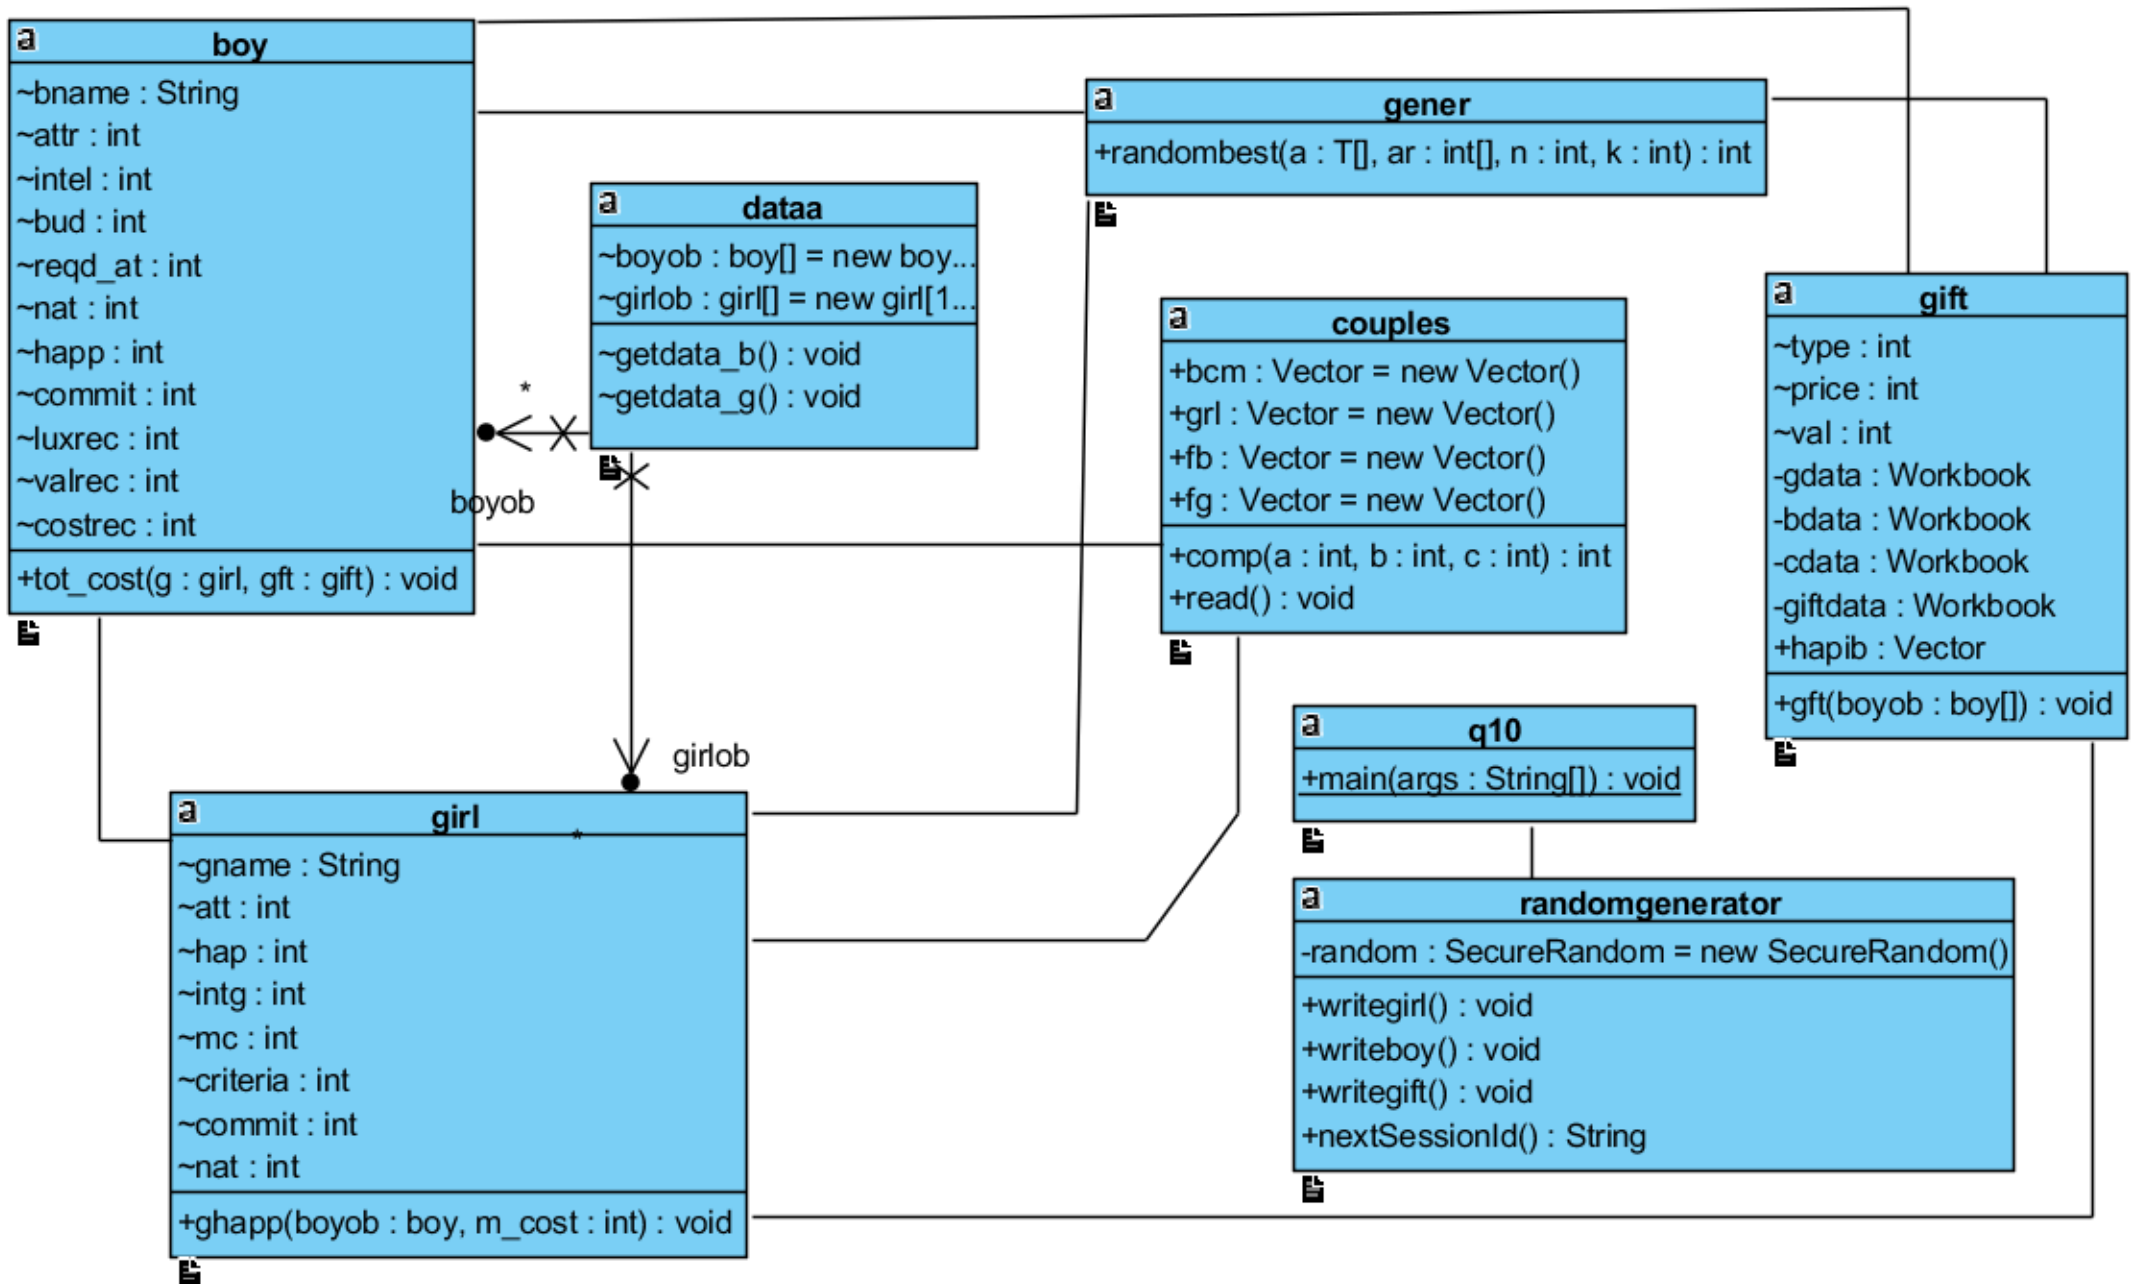 a
boy
~bname : String
~attr : int
~intel : int
~bud : int
~reqd_at : int
~nat : int
~happ : int
~commit : int
~luxrec : int
~valrec : int
~costrec : int
+tot_cost(g : girl, gft : gift) : void
a
gener
+randombest(a : T[], ar : int[], n : int, k : int) : int
a
dataa
~boyob : boy[] = new boy...
~girlob : girl[] = new girl[1...
~getdata_b() : void
~getdata_g() : void
*
boyob
a
couples
+bcm : Vector = new Vector()
+grl : Vector = new Vector()
+fb : Vector = new Vector()
+fg : Vector = new Vector()
+comp(a : int, b : int, c : int) : int
+read() : void
a
gift
~type : int
~price : int
~val : int
-gdata : Workbook
-bdata : Workbook
-cdata : Workbook
-giftdata : Workbook
+hapib : Vector
+gft(boyob : boy[]) : void
girlob
*
a
girl
~gname : String
~att : int
~hap : int
~intg : int
~mc : int
~criteria : int
~commit : int
~nat : int
+ghapp(boyob : boy, m_cost : int) : void
a
q10
+main(args : String[]) : void
a
randomgenerator
-random : SecureRandom = new SecureRandom()
+writegirl() : void
+writeboy() : void
+writegift() : void
+nextSessionId() : String